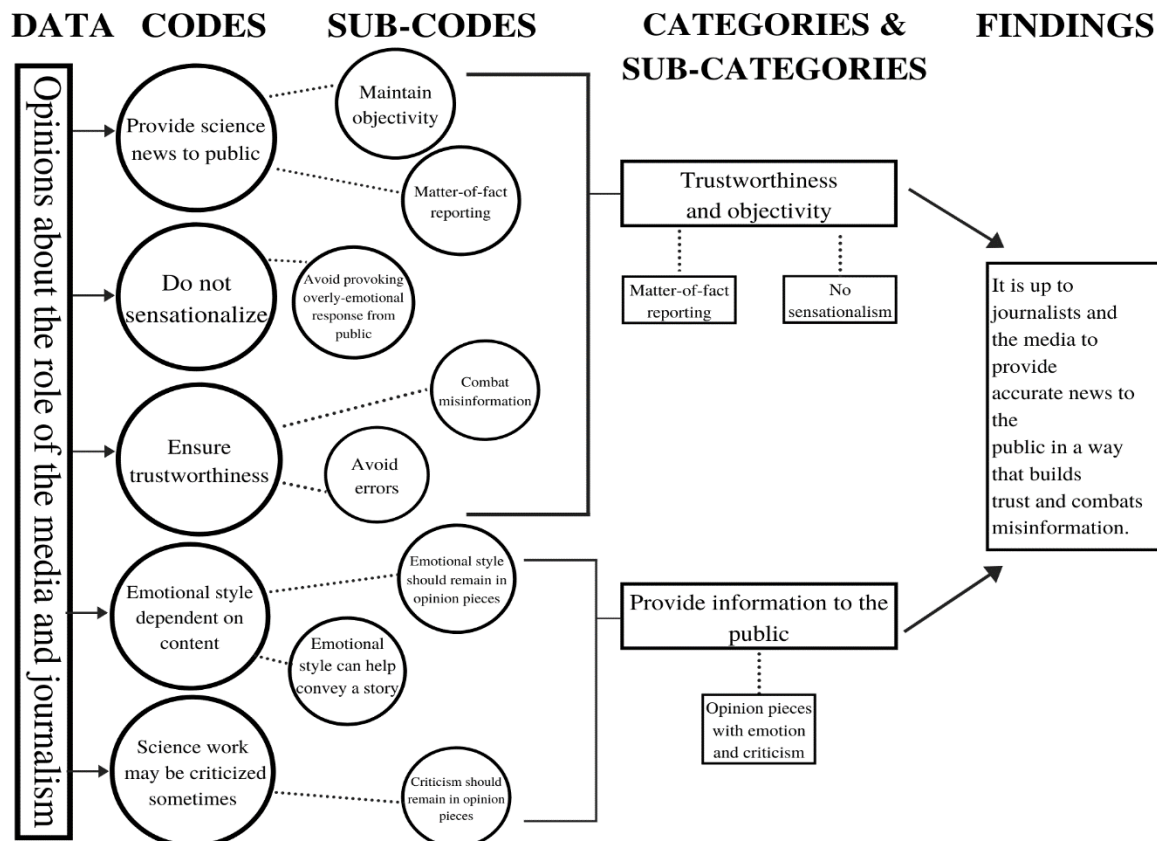 DATA
CODES
SUB-CODES
CATEGORIES &
SUB-CATEGORIES
FINDINGS
Opinions about the role of the media and journalism
Provide science
news to public
Maintain
objectivity
Matter-of-fact
reporting
Do not
sensationalize
Avoid provoking
overly-emotional
response from
public
Ensure
trustworthiness
Combat
misinformation
Avoid
errors
Emotional style
dependent on
content
Emotional style
should remain in
opinion pieces
Emotional
style can help
convey a story
Science work
may be criticized
sometimes
Criticism should
remain in opinion
pieces
Trustworthiness
and objectivity
Matter-of-fact
reporting
No
sensationalism
Provide information to the
public
Opinion pieces
with emotion
and criticism
It is up to
journalists and
the media to
provide
accurate news to
the
public in a way
that builds
trust and combats
misinformation.